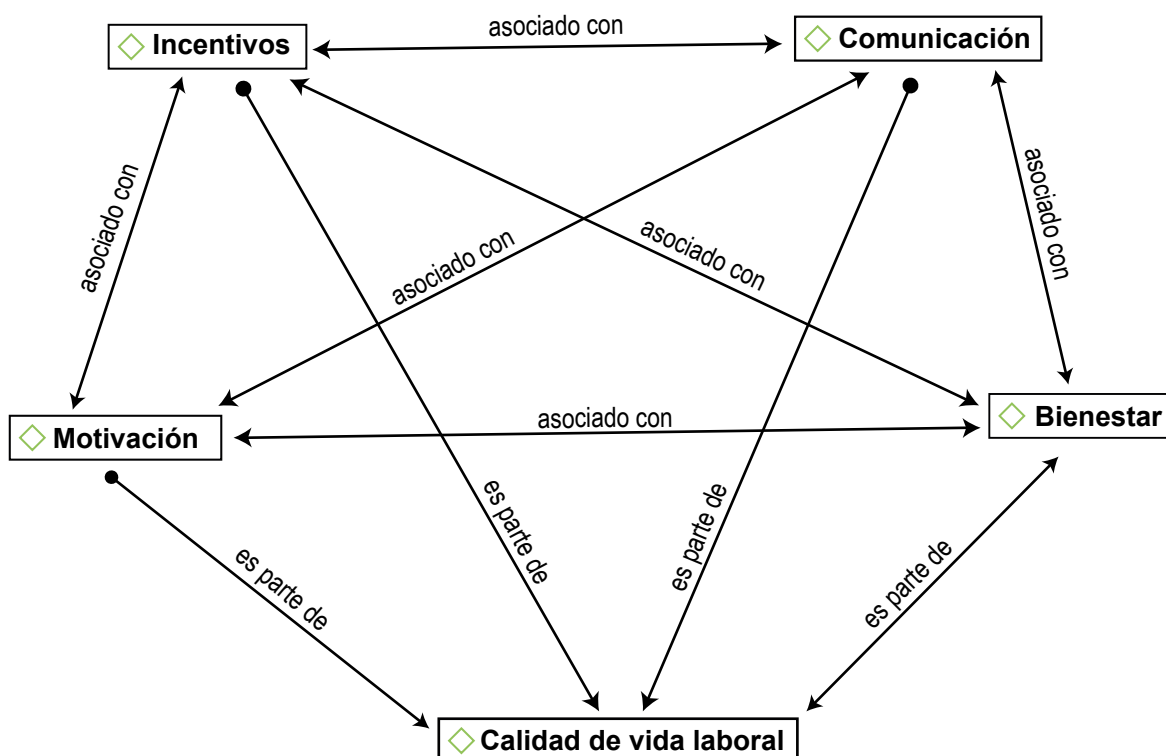 asociado con
Incentivos
Comunicación
asociado con
asociado con
asociado con
asociado con
Motivación
asociado con
Bienestar
es parte de
es parte de
es parte de
es parte de
Calidad de vida laboral